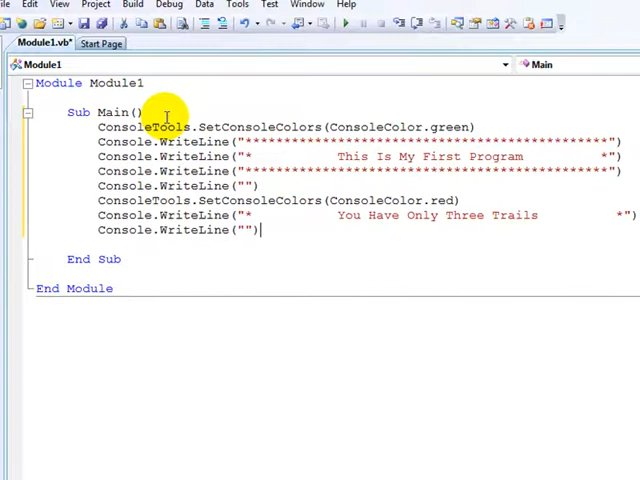 Edit View Project Build Debug Data Tools Test Window Help
Module1.vb* Start Page
Module1 Main
Module Module1
Sub Main()
ConsoleTools.SetConsoleColors(ConsoleColor.green)
Console.WriteLine("***********************************************")
Console.WriteLine("* This Is My First Program *")
Console.WriteLine("***********************************************")
Console.WriteLine("")
ConsoleTools.SetConsoleColors(ConsoleColor.red)
Console.WriteLine("* You Have Only Three Trails *")
Console.WriteLine("")
End Sub
End Module